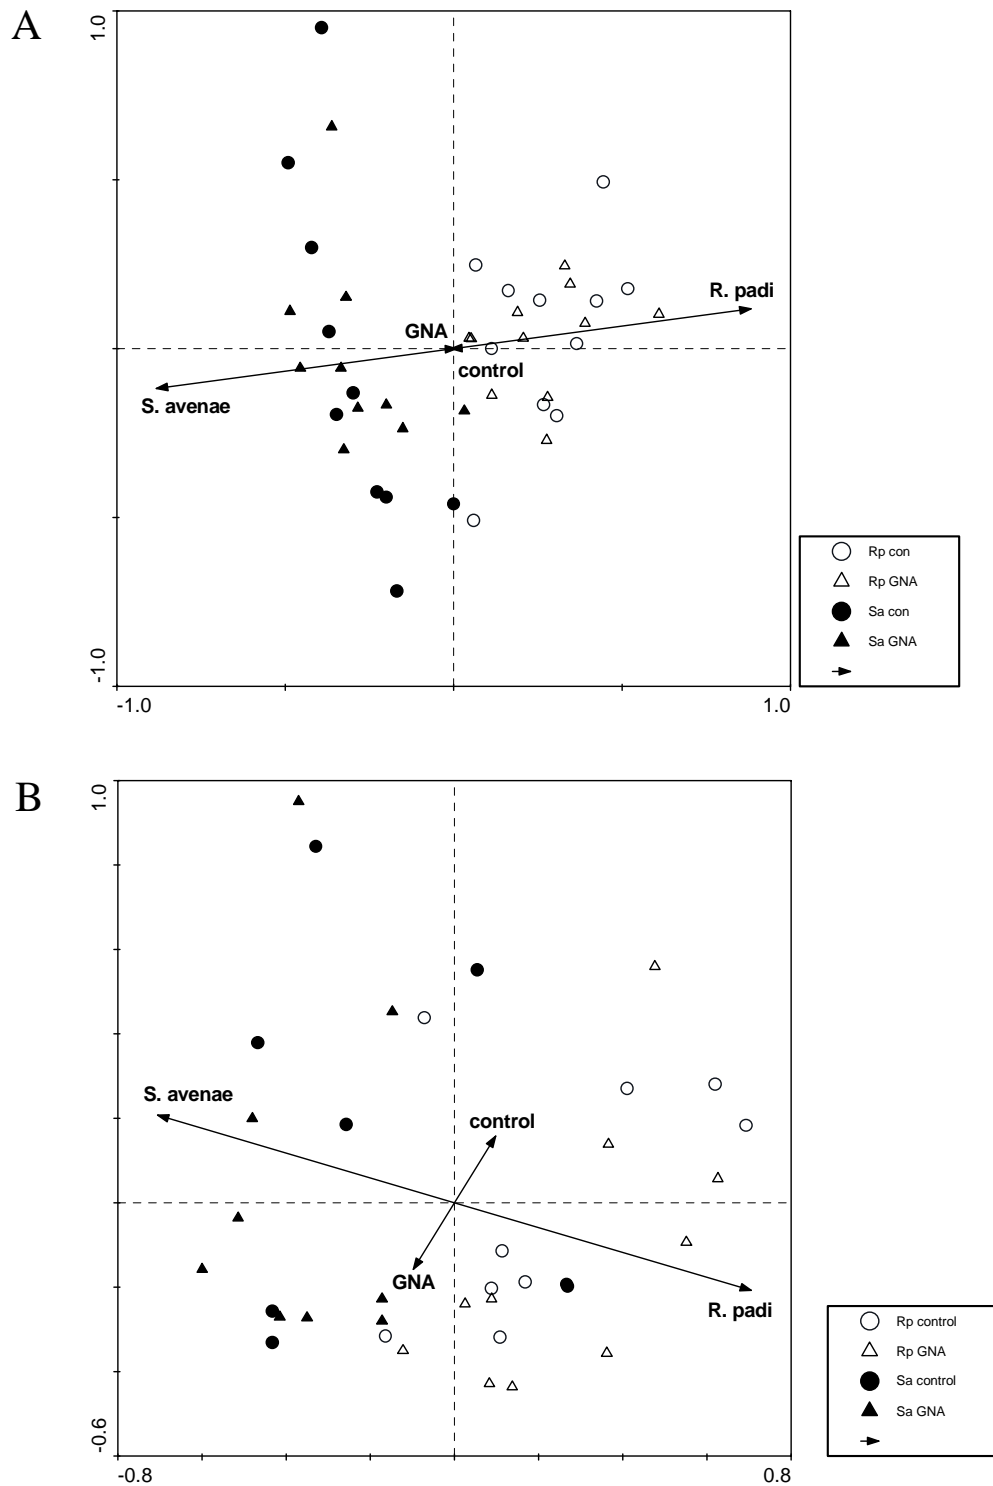 A
1.0
R. padi
GNA
control
S. avenae
Rp con
Rp GNA
Sa con
Sa GNA
-1.0
-1.0
1.0
B
1.0
S. avenae
control
GNA
R. padi
Rp control
Rp GNA
Sa control
Sa GNA
-0.6
-0.8
0.8